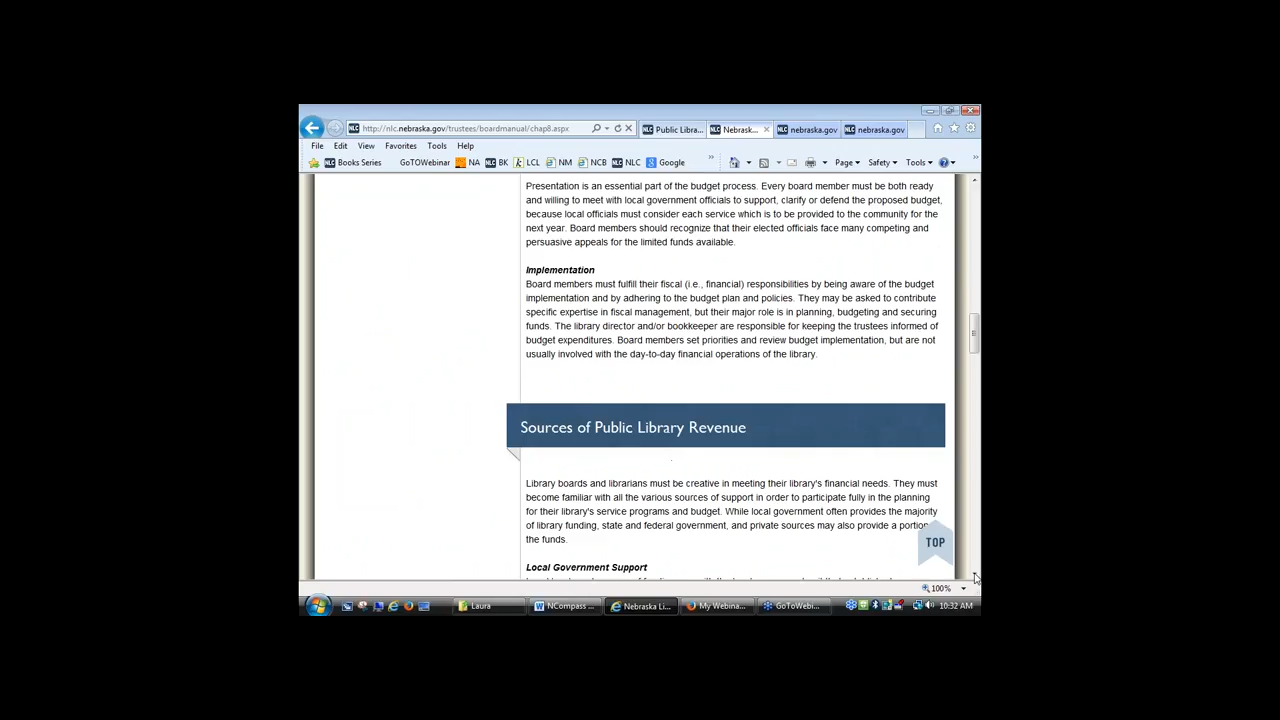 http://nlc.nebraska.gov/trustees/boardmanual/chap8.aspx
Public Libra...
Nebrask...
nebraska.gov
nebraska.gov
File Edit View Favorites Tools Help
Books Series GoTOWebinar NA BK LCL NM NCB NLC Google
Page Safety Tools
Presentation is an essential part of the budget process. Every board member must be both ready
and willing to meet with local government officials to support, clarify or defend the proposed budget,
because local officials must consider each service which is to be provided to the community for the
next year. Board members should recognize that their elected officials face many competing and
persuasive appeals for the limited funds available.
Implementation
Board members must fulfill their fiscal (i.e., financial) responsibilities by being aware of the budget
implementation and by adhering to the budget plan and policies. They may be asked to contribute
specific expertise in fiscal management, but their major role is in planning, budgeting and securing
funds. The library director and/or bookkeeper are responsible for keeping the trustees informed of
budget expenditures. Board members set priorities and review budget implementation, but are not
usually involved with the day-to-day financial operations of the library.
Sources of Public Library Revenue
Library boards and librarians must be creative in meeting their library's financial needs. They must
become familiar with all the various sources of support in order to participate fully in the planning
for their library's service programs and budget. While local government often provides the majority
of library funding, state and federal government, and private sources may also provide a portion
the funds.
TOP
Local Government Support
100%
Laura
NCompass ...
Nebraska Li...
My Webina...
GoToWebi...
10:32 AM